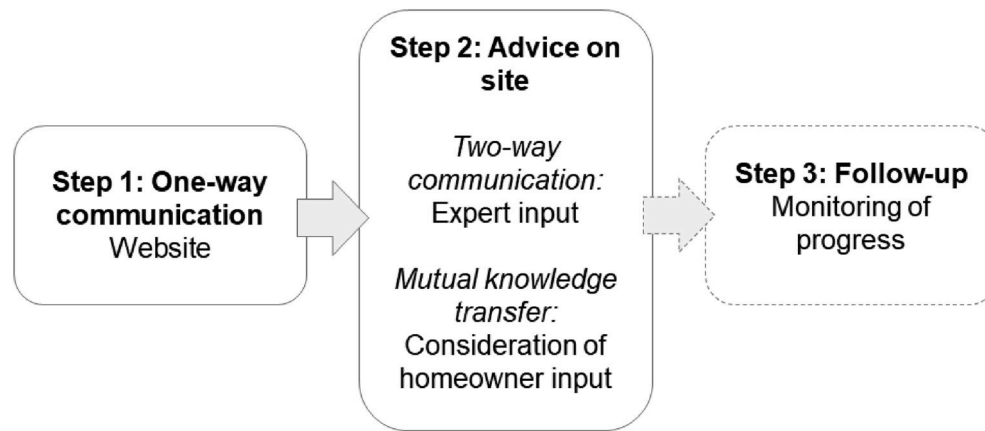 Step 1: One-way
communication
Website
Step 2: Advice on
site
Two-way
communication:
Expert input
Mutual knowledge
transfer:
Consideration of
homeowner input
Step 3: Follow-up
Monitoring of
progress